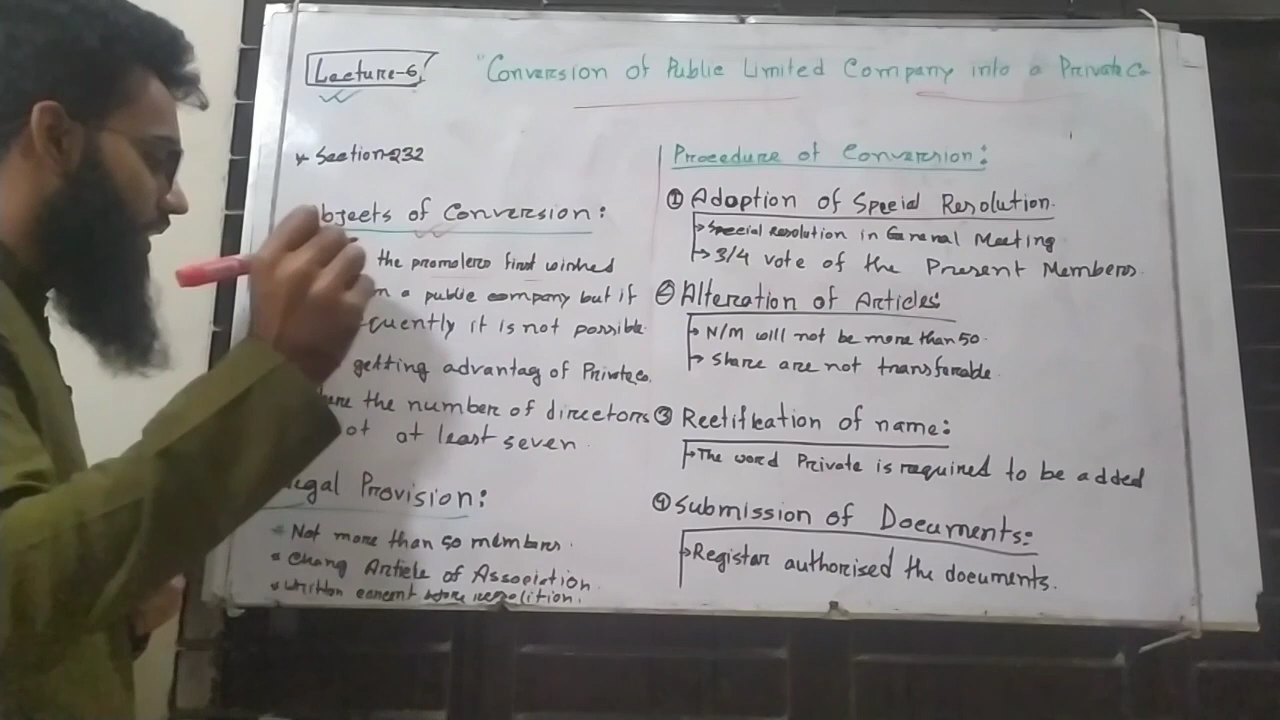 Lecture-6
"Conversion of Public Limited Company into a Private Co
* Section-232
bjects of Conversion:
the promoters first wished
a public company but if
quently it is not possible.
getting advantag of Private co.
the number of directors
ot at least seven.
egal Provision:
* Not more than 50 members.
* Chang Article of Association.
before
Procedure of Conversion:
① Adoption of Special Resolution.
→ Special Resolution in General Meeting
→ 3/4 vote of the Present Members.
② Alteration of Articles
→ N/M will not be more than 50.
→ Share are not transferable.
③ Rectification of name:
→ The word Private is required to be added
④ Submission of Documents:
→ Registar authorised the documents.